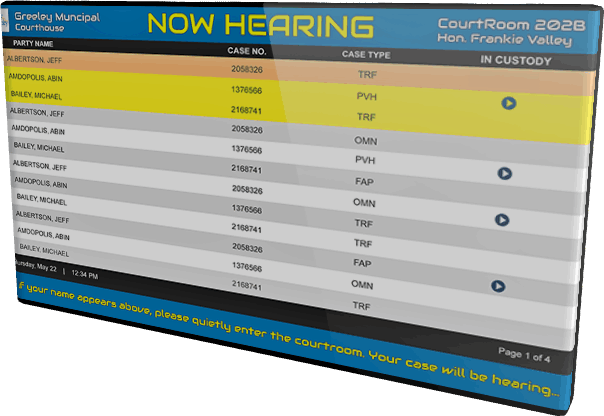 Greeley Muncipal
Courthouse
NOW HEARING
CourtRoom 202B
Hon. Frankie Valley
PARTY NAME CASE NO. CASE TYPE IN CUSTODY
ALBERTSON, JEFF 2058326 TRF
AMDOPOLIS, ABIN 1376566 PVH
BAILEY, MICHAEL 2168741 TRF
ALBERTSON, JEFF 2058326 OMN
AMDOPOLIS, ABIN 1376566 PVH
BAILEY, MICHAEL 2168741 FAP
ALBERTSON, JEFF 2058326 OMN
AMDOPOLIS, ABIN 1376566 TRF
BAILEY, MICHAEL 2168741 TRF
ALBERTSON, JEFF 2058326 FAP
AMDOPOLIS, ABIN 1376566 OMN
BAILEY, MICHAEL 2168741 TRF
May 22 | 12:34 PM
Page 1 of 4
If your name appears above, please quietly enter the courtroom. Your case will be hearing...